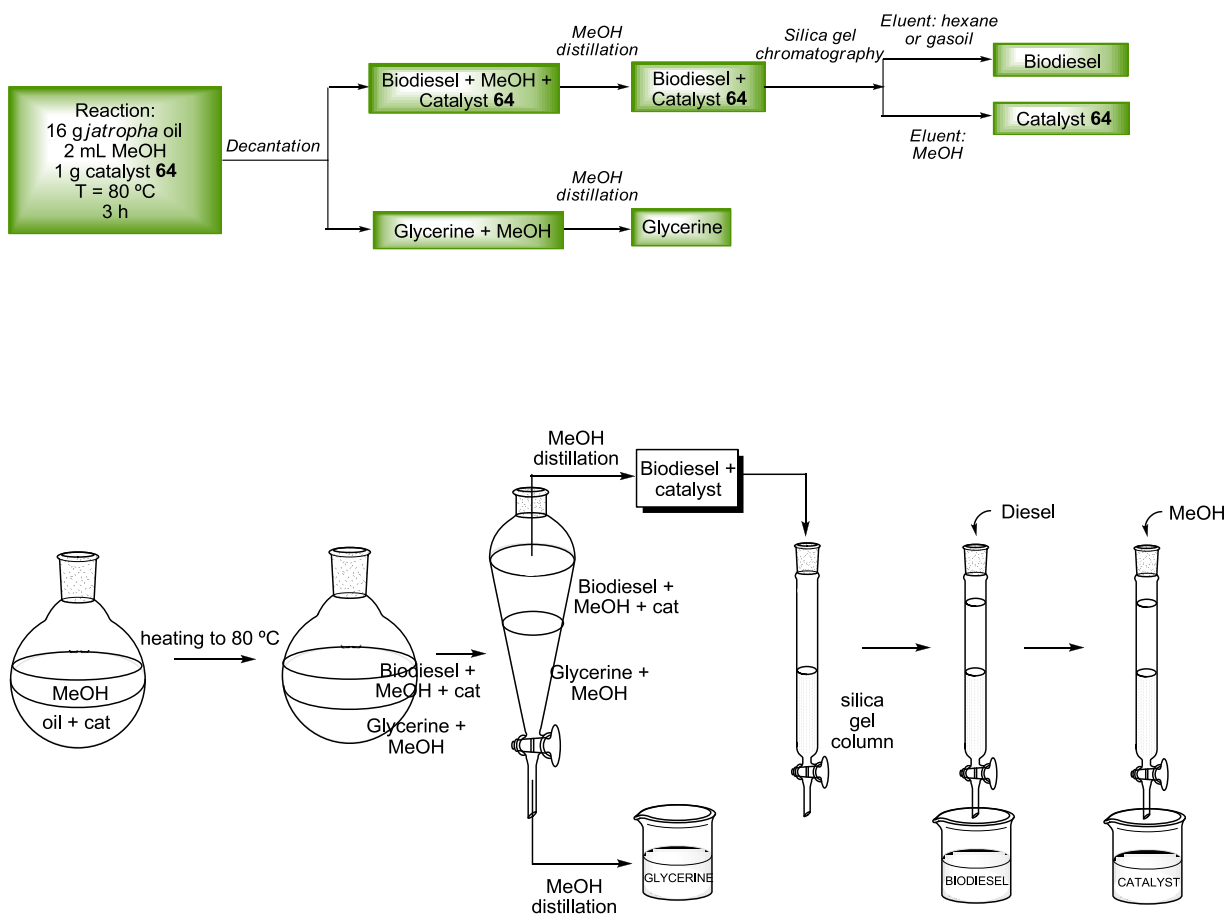 Reaction:
16 g jatropha oil
2 mL MeOH
1 g catalyst 64
T = 80 ºC
3 h
Decantation
Biodiesel + MeOH +
Catalyst 64
MeOH
distillation
Biodiesel +
Catalyst 64
Silica gel
chromatography
Eluent: hexane
or gasoil
Biodiesel
Catalyst 64
Eluent:
MeOH
Glycerine + MeOH
MeOH
distillation
Glycerine
MeOH
oil + cat
heating to 80 ºC
Biodiesel +
MeOH + cat
Glycerine +
MeOH
MeOH
distillation
Biodiesel +
catalyst
Biodiesel +
MeOH + cat
Glycerine +
MeOH
MeOH
distillation
GLYCERINE
silica
gel
column
Diesel
BIODIESEL
MeOH
CATALYST